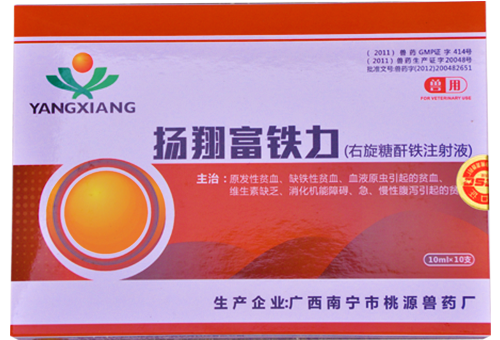 (2011)兽药GMP证字414号
(2011)兽药生产证字20048号
批准文号:兽药字(2012)200482651
YANGXIANG
兽用
FOR VETERINARY USE
扬翔富铁力(右旋糖酐铁注射液)
主治：原发性贫血、缺铁性贫血、血液原虫引起的贫血、
维生素缺乏、消化机能障碍、急、慢性腹泻引起的贫
10ml×10支
生产企业:广西南宁市桃源兽药厂